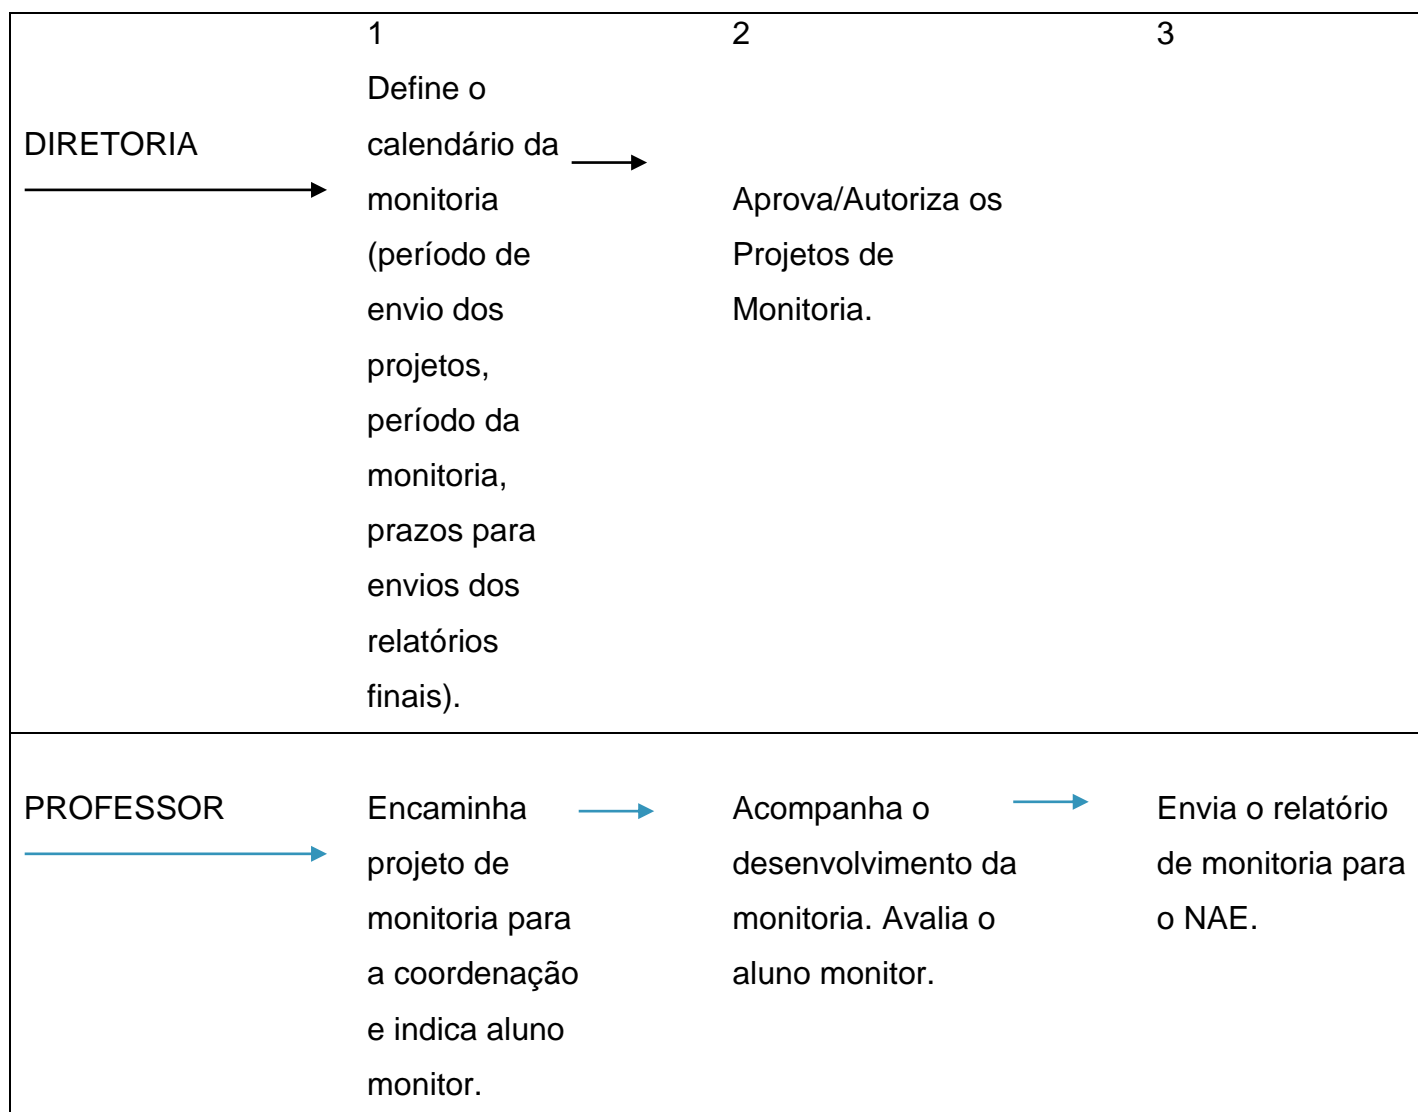 1 2 3
DIRETORIA
Define o
calendário da
monitoria
(período de
envio dos
projetos,
período da
monitoria,
prazos para
envios dos
relatórios
finais).
Aprova/Autoriza os
Projetos de
Monitoria.
PROFESSOR
Encaminha
projeto de
monitoria para
a coordenação
e indica aluno
monitor.
Acompanha o
desenvolvimento da
monitoria. Avalia o
aluno monitor.
Envia o relatório
de monitoria para
o NAE.